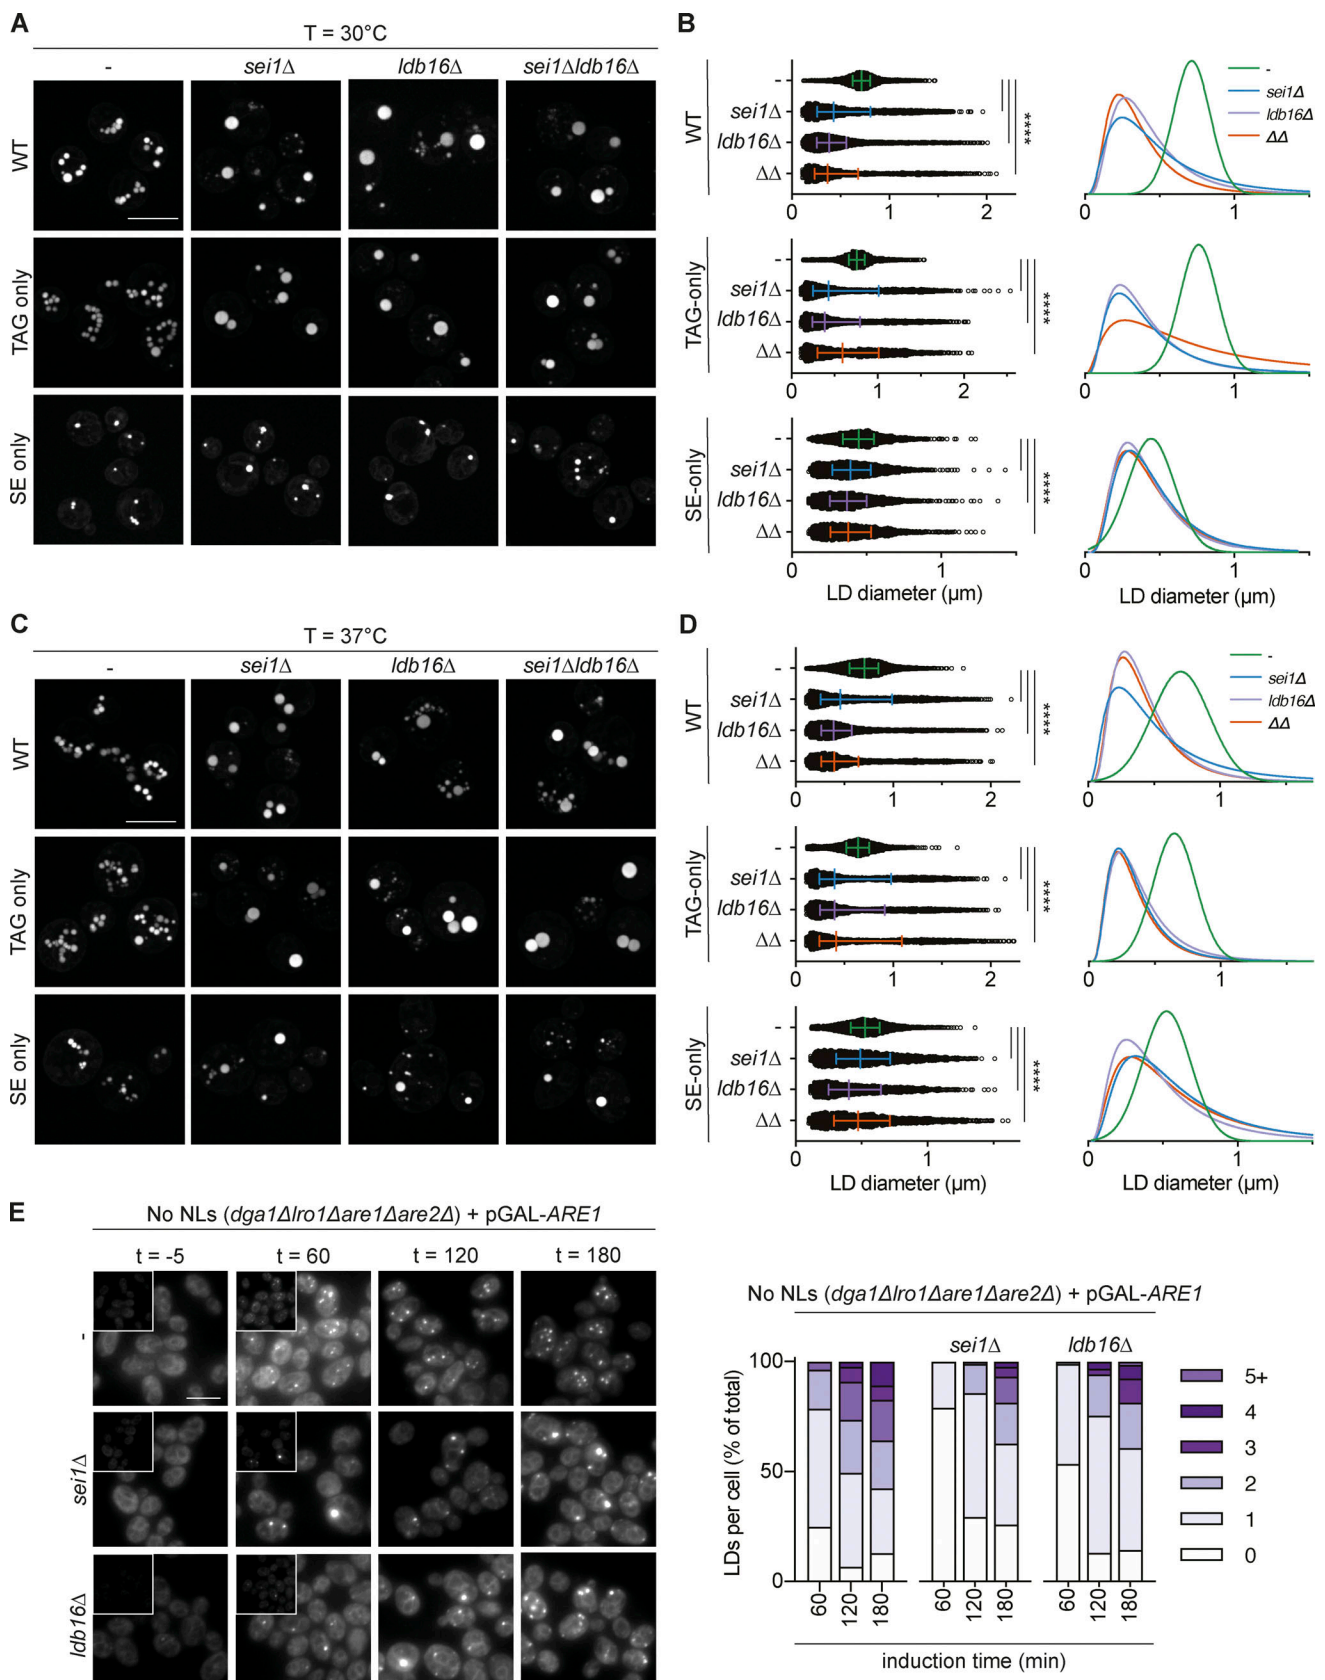 A
T = 30°C
- sei1Δ ldb16Δ sei1Δldb16Δ
WT
TAG only
SE only
B
WT
-
sei1Δ
ldb16Δ
ΔΔ
****
0 1 2
-
sei1Δ
ldb16Δ
ΔΔ
0 1
TAG-only
-
sei1Δ
ldb16Δ
ΔΔ
****
0 1 2
0 1
SE-only
-
sei1Δ
ldb16Δ
ΔΔ
****
0 1
LD diameter (µm)
0 1
LD diameter (µm)
C
T = 37°C
- sei1Δ ldb16Δ sei1Δldb16Δ
WT
TAG only
SE only
D
WT
-
sei1Δ
ldb16Δ
ΔΔ
****
0 1 2
-
sei1Δ
ldb16Δ
ΔΔ
0 1
TAG-only
-
sei1Δ
ldb16Δ
ΔΔ
****
0 1 2
0 1
SE-only
-
sei1Δ
ldb16Δ
ΔΔ
****
0 1
LD diameter (µm)
0 1
LD diameter (µm)
E
No NLs (dga1Δlro1Δare1Δare2Δ) + pGAL-ARE1
t = -5 t = 60 t = 120 t = 180
-
sei1Δ
ldb16Δ
No NLs (dga1Δlro1Δare1Δare2Δ) + pGAL-ARE1
sei1Δ ldb16Δ
LDs per cell (% of total)
100
50
0
60 120 180 60 120 180 60 120 180
induction time (min)
5+
4
3
2
1
0